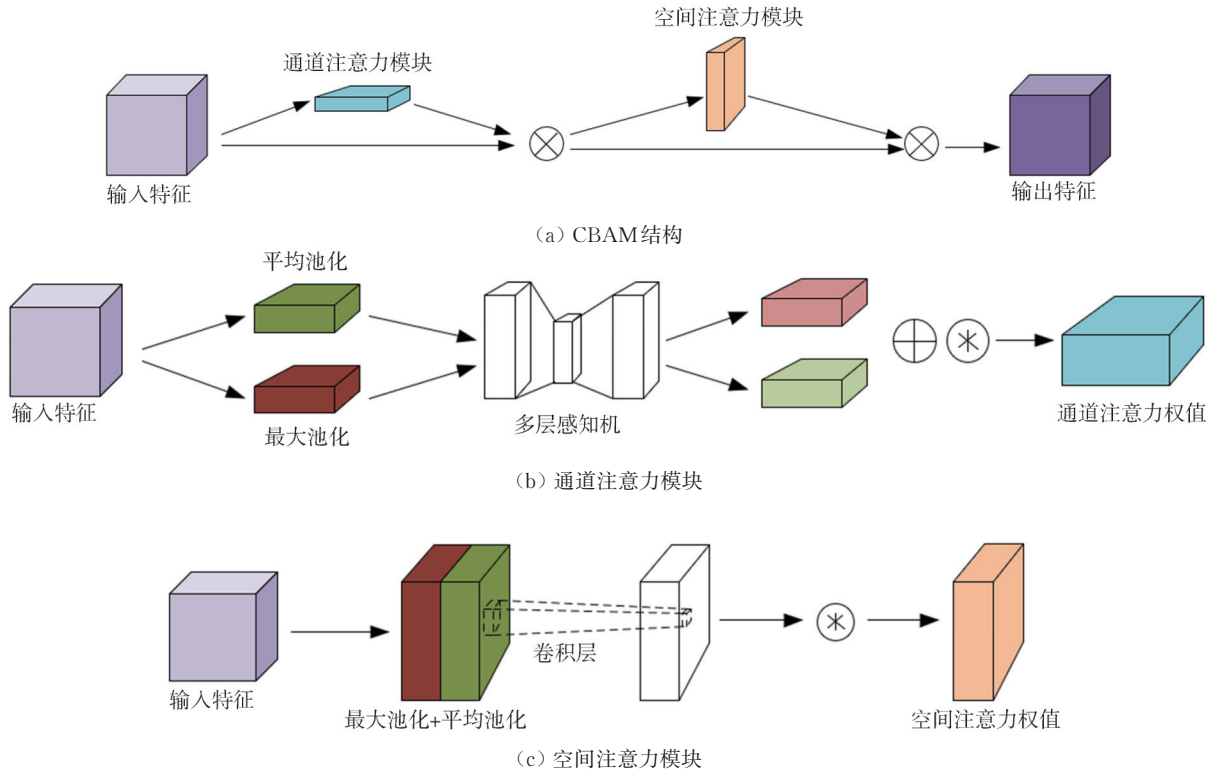 空间注意力模块
通道注意力模块
输入特征
输出特征
(a) CBAM结构
平均池化
输入特征
最大池化
多层感知机
通道注意力权值
(b) 通道注意力模块
卷积层
输入特征
最大池化+平均池化
空间注意力权值
(c) 空间注意力模块